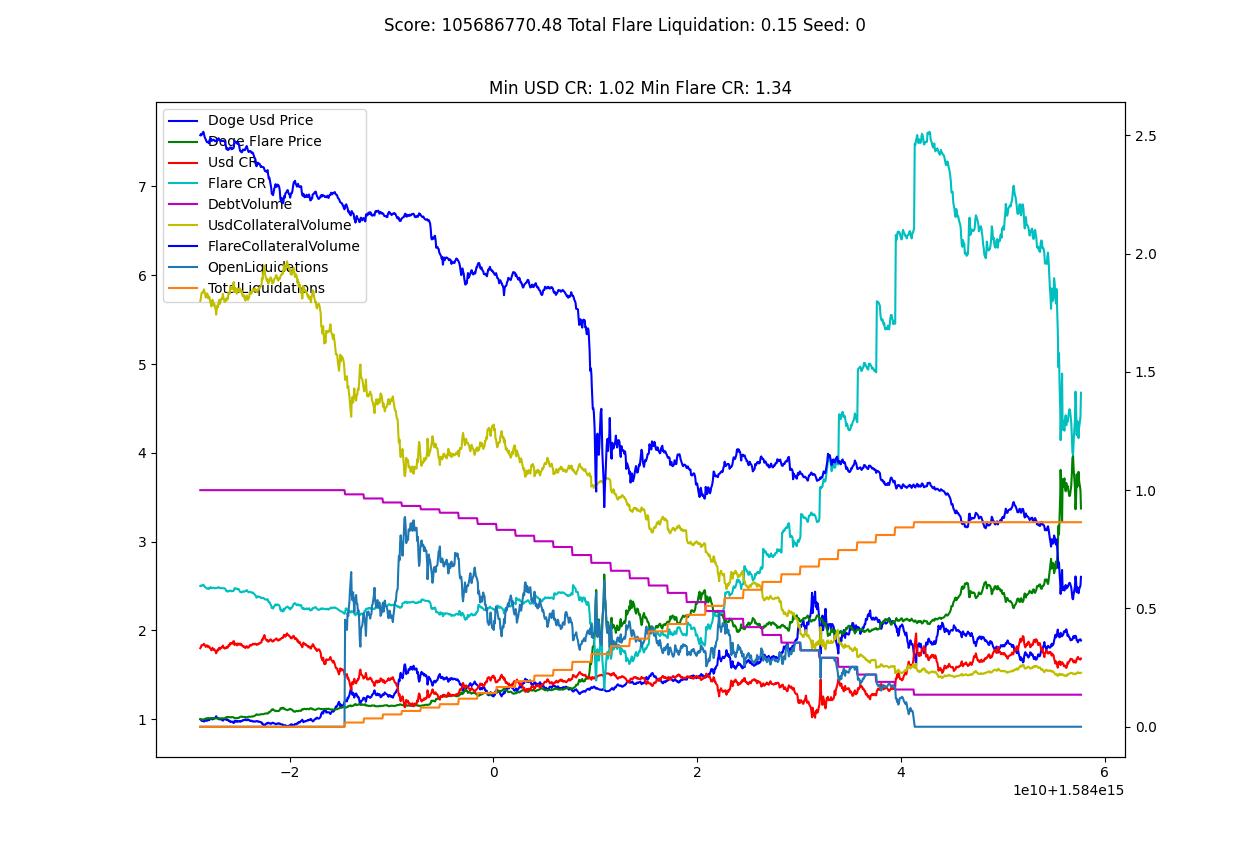 Score: 105686770.48 Total Flare Liquidation: 0.15 Seed: 0
Min USD CR: 1.02 Min Flare CR: 1.34
Doge Usd Price
Doge Flare Price
Usd CR
Flare CR
DebtVolume
UsdCollateralVolume
FlareCollateralVolume
OpenLiquidations
TotalLiquidations
7
6
5
4
3
2
1
2.5
2.0
1.5
1.0
0.5
0.0
−2
0
2
4
6
1e10+1.584e15